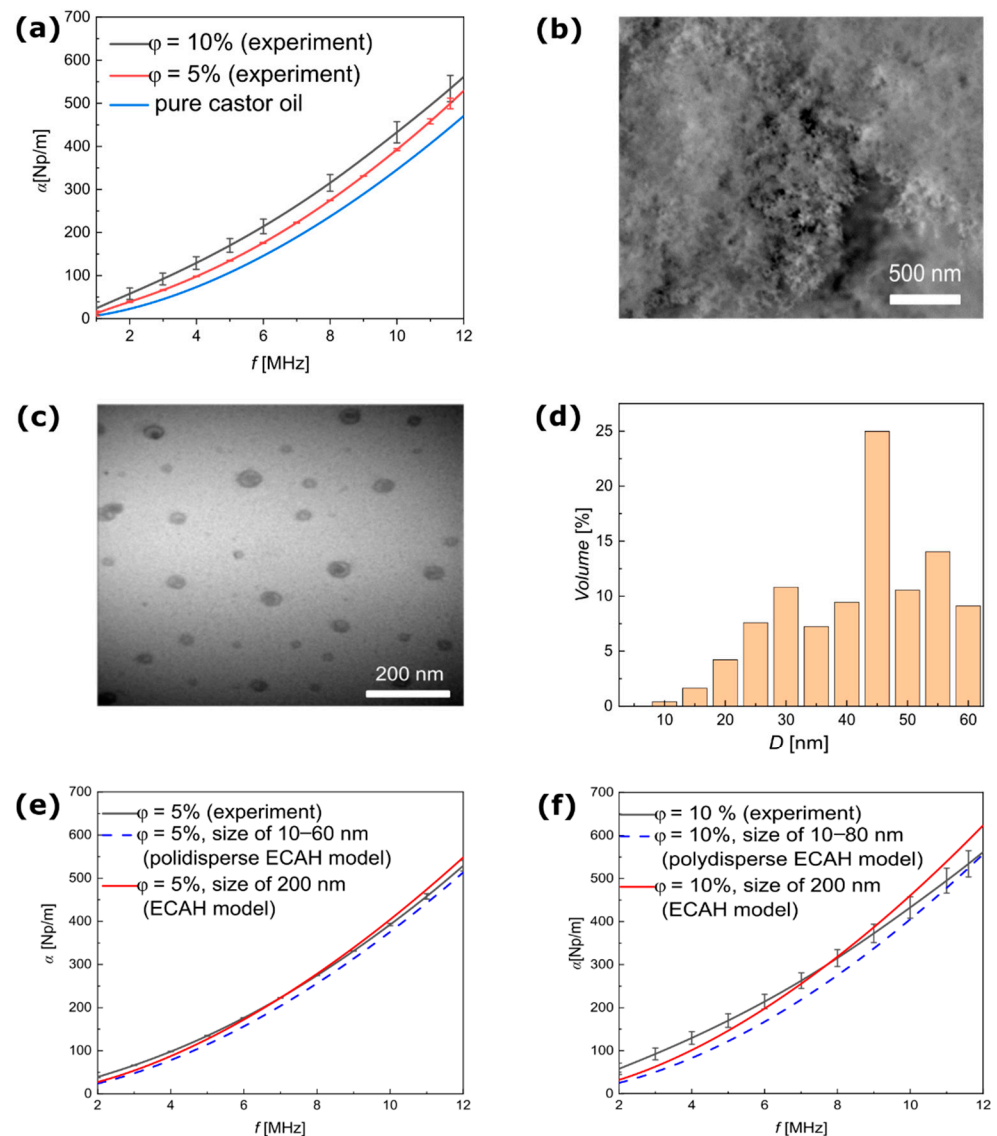 (a)
700
600
500
400
300
200
100
0
α[Np/m]
φ = 10% (experiment)
φ = 5% (experiment)
pure castor oil
2 4 6 8 10 12
f [MHz]
(b)
500 nm
(c)
200 nm
(d)
25
20
15
10
5
0
Volume [%]
10 20 30 40 50 60
D [nm]
(e)
700
600
500
400
300
200
100
0
α [Np/m]
φ = 5% (experiment)
φ = 5%, size of 10–60 nm
(polidisperse ECAH model)
φ = 5%, size of 200 nm
(ECAH model)
2 4 6 8 10 12
f [MHz]
(f)
700
600
500
400
300
200
100
0
α[Np/m]
φ = 10 % (experiment)
φ = 10%, size of 10–80 nm
(polydisperse ECAH model)
φ = 10%, size of 200 nm
(ECAH model)
2 4 6 8 10 12
f [MHz]